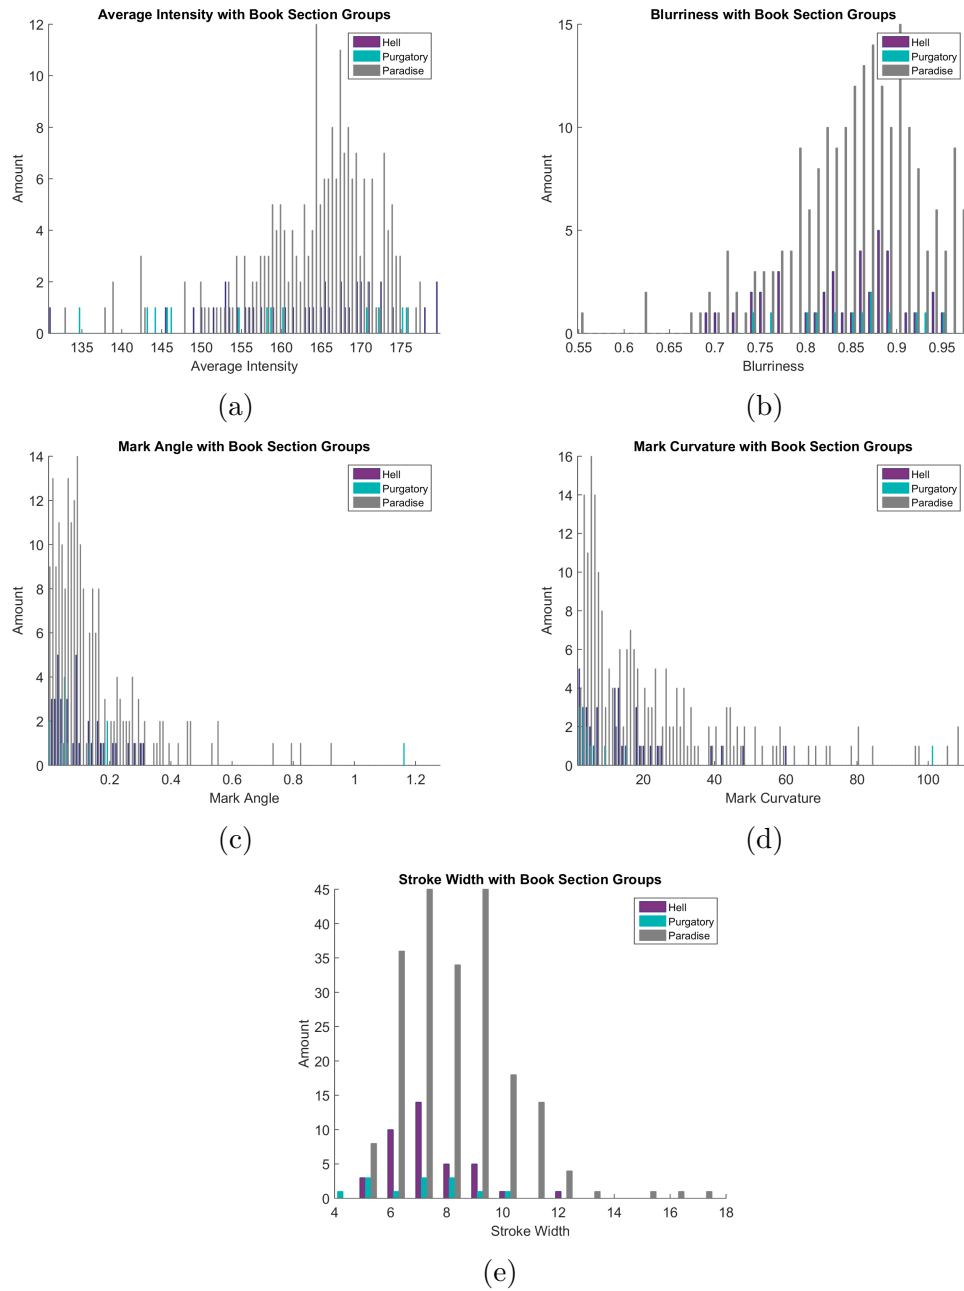 Average Intensity with Book Section Groups
12
10
8
6
4
2
0
Amount
Hell
Purgatory
Paradise
135 140 145 150 155 160 165 170 175
Average Intensity
(a)
Blurriness with Book Section Groups
15
10
5
0
Amount
Hell
Purgatory
Paradise
0.55 0.6 0.65 0.7 0.75 0.8 0.85 0.9 0.95
Blurriness
(b)
Mark Angle with Book Section Groups
14
12
10
8
6
4
2
0
Amount
Hell
Purgatory
Paradise
0.2 0.4 0.6 0.8 1 1.2
Mark Angle
(c)
Mark Curvature with Book Section Groups
16
14
12
10
8
6
4
2
0
Amount
Hell
Purgatory
Paradise
20 40 60 80 100
Mark Curvature
(d)
Stroke Width with Book Section Groups
45
40
35
30
25
20
15
10
5
0
Amount
Hell
Purgatory
Paradise
4 6 8 10 12 14 16 18
Stroke Width
(e)